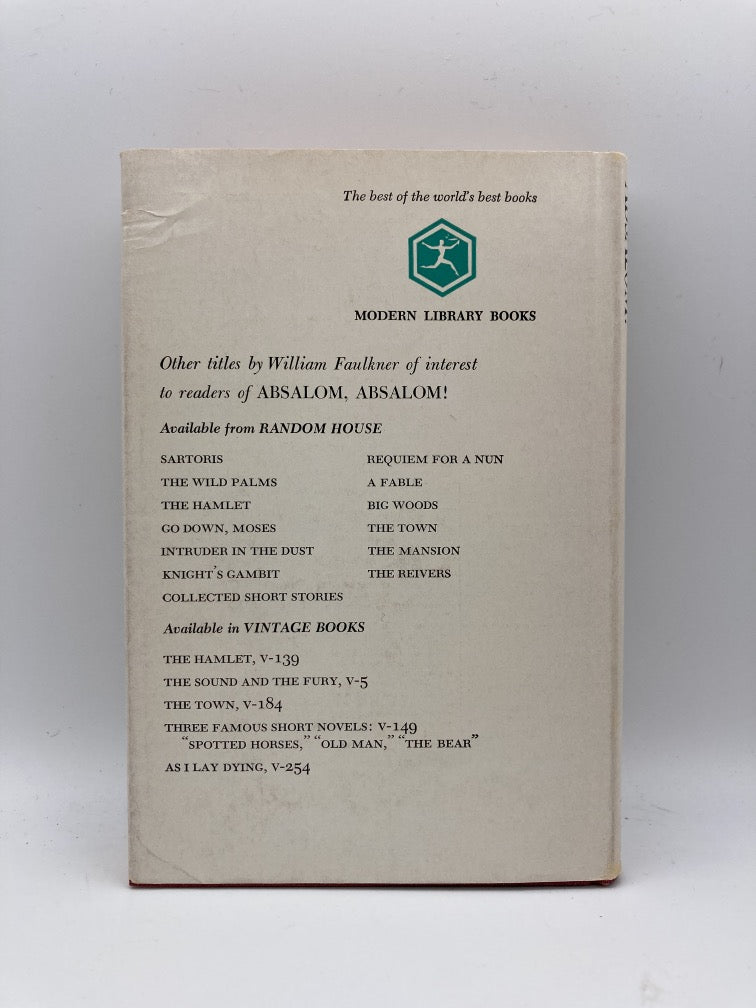 The best of the world's best books
MODERN LIBRARY BOOKS
Other titles by William Faulkner of interest
to readers of ABSALOM, ABSALOM!
Available from RANDOM HOUSE
SARTORIS
THE WILD PALMS
THE HAMLET
GO DOWN, MOSES
INTRUDER IN THE DUST
KNIGHT'S GAMBIT
COLLECTED SHORT STORIES
REQUIEM FOR A NUN
A FABLE
BIG WOODS
THE TOWN
THE MANSION
THE REIVERS
Available in VINTAGE BOOKS
THE HAMLET, V-139
THE SOUND AND THE FURY, V-5
THE TOWN, V-184
THREE FAMOUS SHORT NOVELS: V-149
"SPOTTED HORSES," "OLD MAN," "THE BEAR"
AS I LAY DYING, V-254